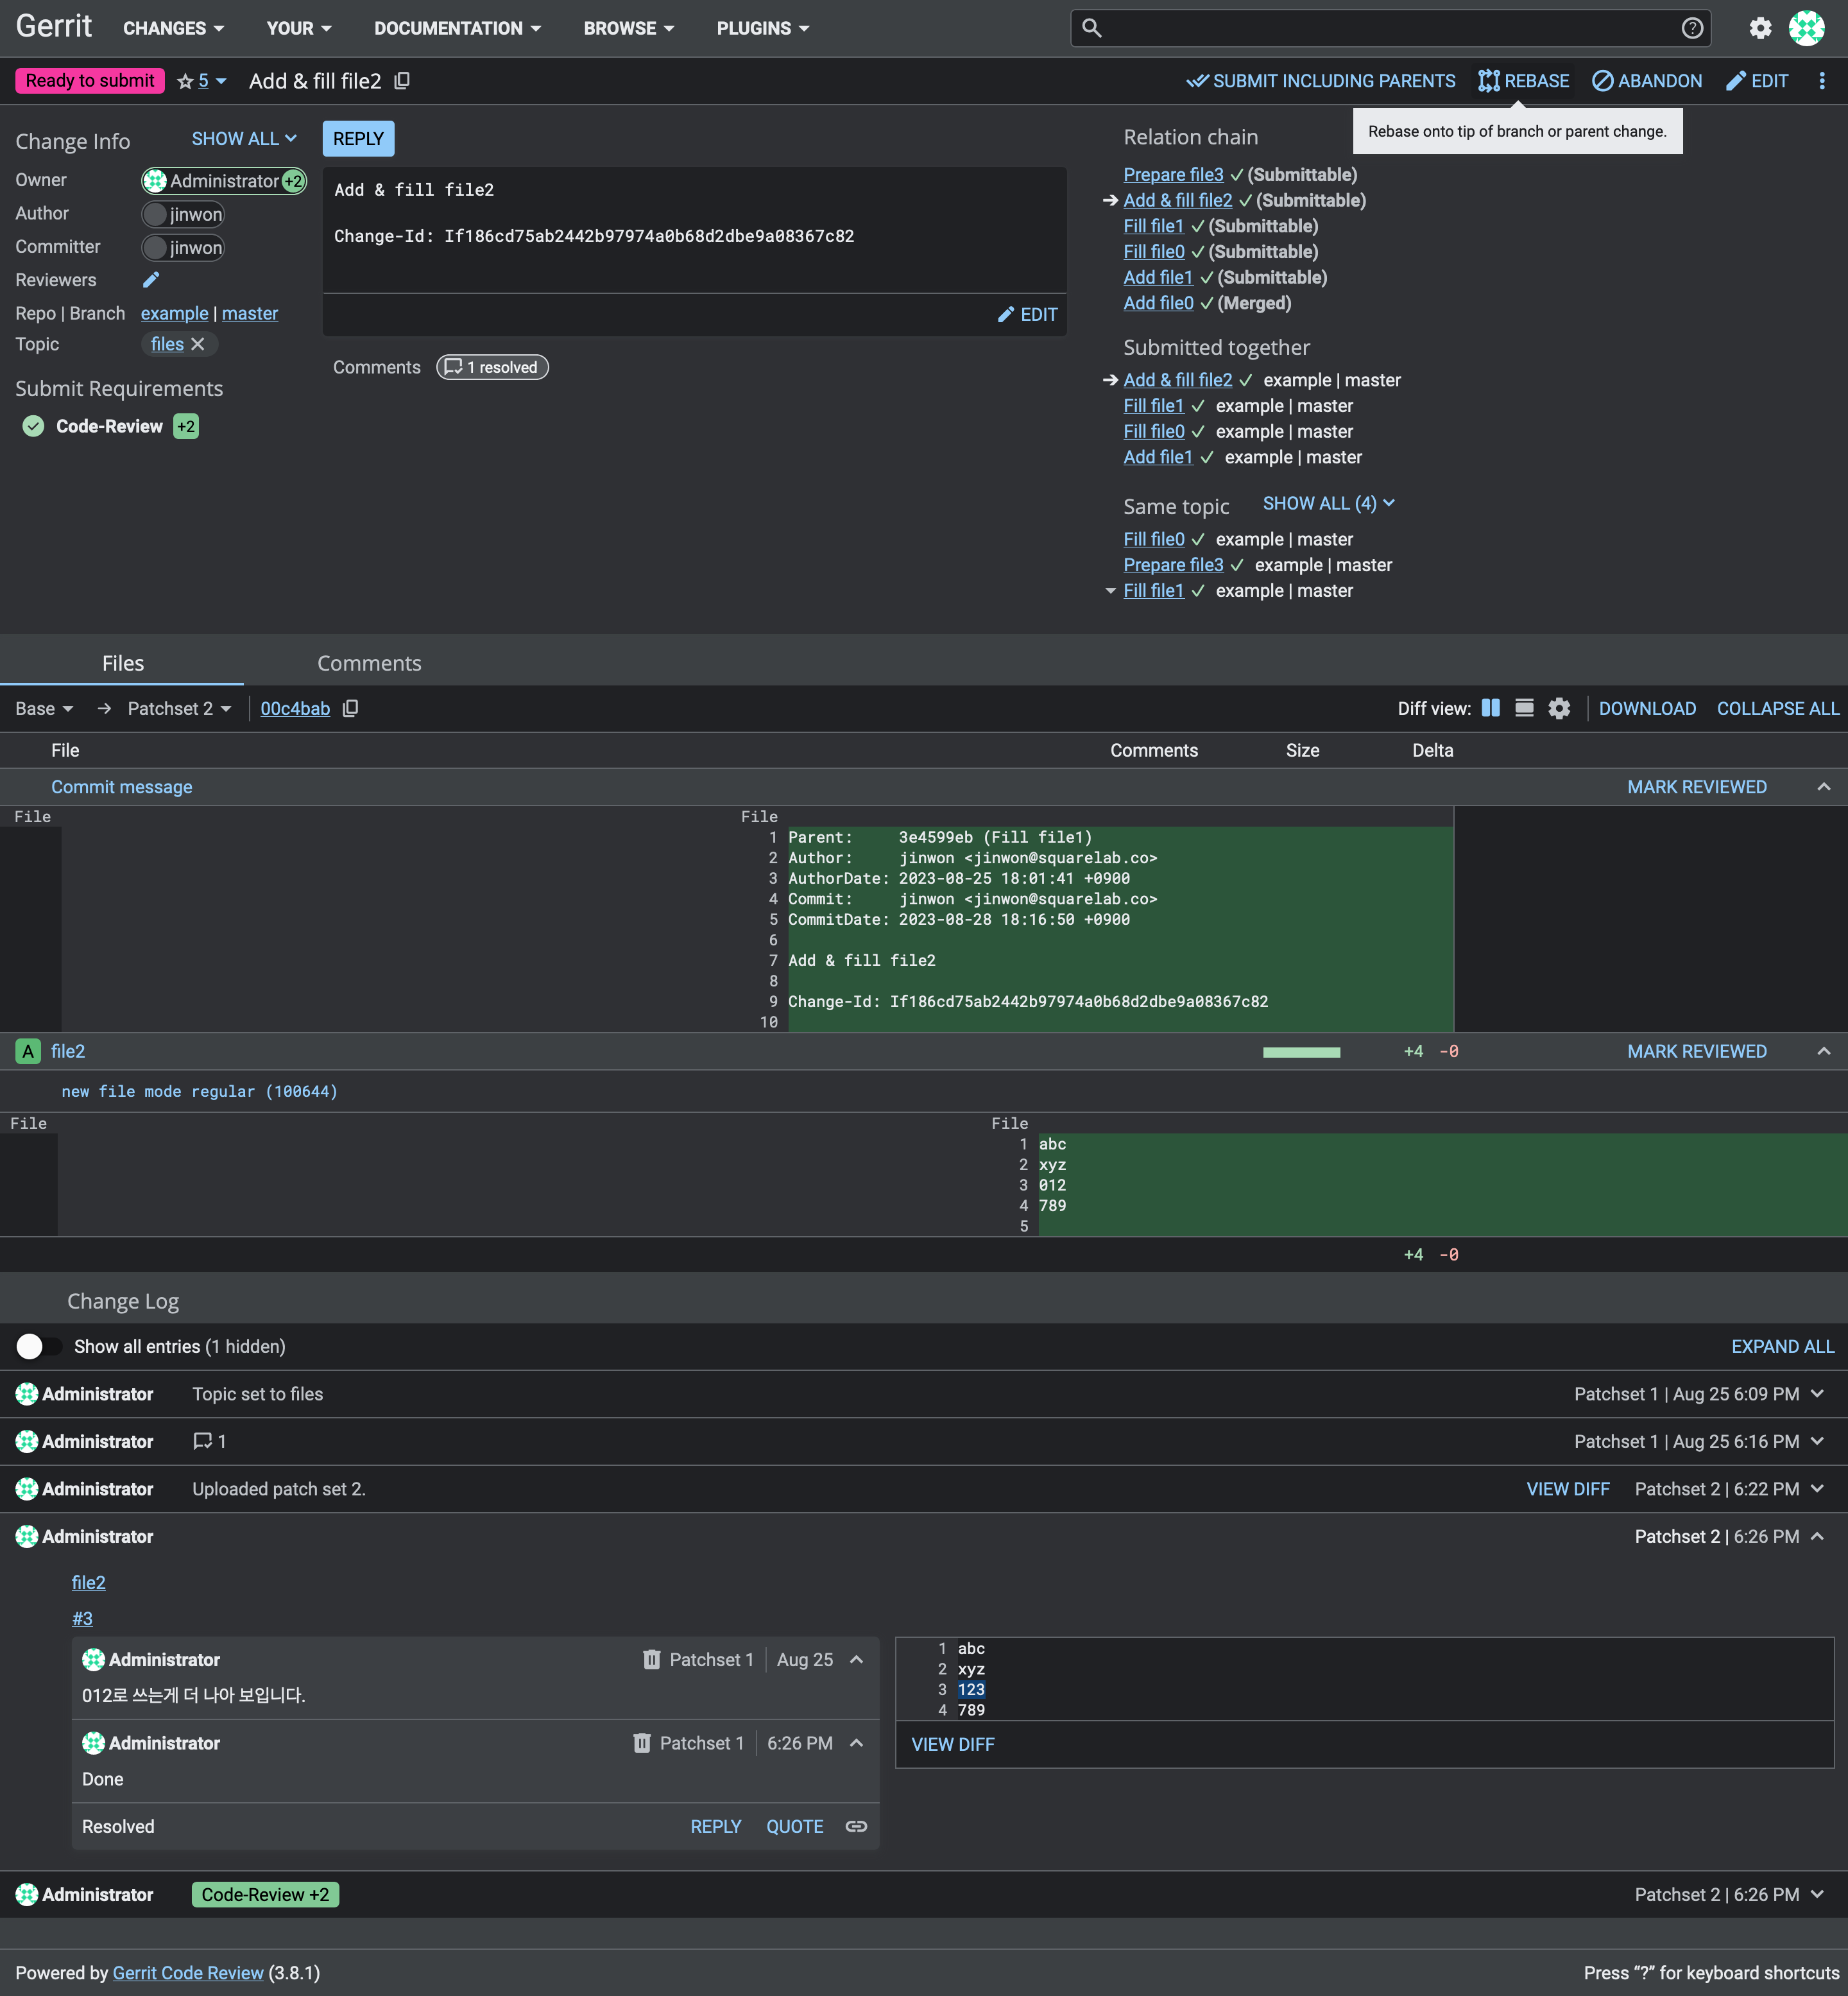 Gerrit CHANGES YOUR DOCUMENTATION BROWSE PLUGINS
Ready to submit 5 Add & fill file2 SUBMIT INCLUDING PARENTS REBASE ABANDON EDIT
Rebase onto tip of branch or parent change.
Change Info SHOW ALL
Owner Administrator +2
Author jinwon
Committer jinwon
Reviewers
Repo | Branch example | master
Topic files
Submit Requirements
Code-Review +2
REPLY
Add & fill file2
Change-Id: If186cd75ab2442b97974a0b68d2dbe9a08367c82
EDIT
Comments 1 resolved
Relation chain
Prepare file3 (Submittable)
Add & fill file2 (Submittable)
Fill file1 (Submittable)
Fill file0 (Submittable)
Add file1 (Submittable)
Add file0 (Merged)
Submitted together
Add & fill file2 example | master
Fill file1 example | master
Fill file0 example | master
Add file1 example | master
Same topic SHOW ALL (4)
Fill file0 example | master
Prepare file3 example | master
Fill file1 example | master
Files Comments
Base → Patchset 2 00c4bab Diff view: DOWNLOAD COLLAPSE ALL
File Comments Size Delta
Commit message MARK REVIEWED
File File
1 Parent: 3e4599eb (Fill file1)
2 Author: jinwon <jinwon@squarelab.co>
3 AuthorDate: 2023-08-25 18:01:41 +0900
4 Commit: jinwon <jinwon@squarelab.co>
5 CommitDate: 2023-08-28 18:16:50 +0900
6
7 Add & fill file2
8
9 Change-Id: If186cd75ab2442b97974a0b68d2dbe9a08367c82
10
A file2 +4 -0 MARK REVIEWED
new file mode regular (100644)
File File
1 abc
2 xyz
3 012
4 789
5
+4 -0
Change Log
Show all entries (1 hidden) EXPAND ALL
Administrator Topic set to files Patchset 1 | Aug 25 6:09 PM
Administrator 1 Patchset 1 | Aug 25 6:16 PM
Administrator Uploaded patch set 2. VIEW DIFF Patchset 2 | 6:22 PM
Administrator Patchset 2 | 6:26 PM
file2
#3
Administrator Patchset 1 Aug 25
012로 쓰는게 더 나아 보입니다.
Administrator Patchset 1 6:26 PM
Done
Resolved REPLY QUOTE
1 abc
2 xyz
3 123
4 789
VIEW DIFF
Administrator Code-Review +2 Patchset 2 | 6:26 PM
Powered by Gerrit Code Review (3.8.1) Press “?” for keyboard shortcuts